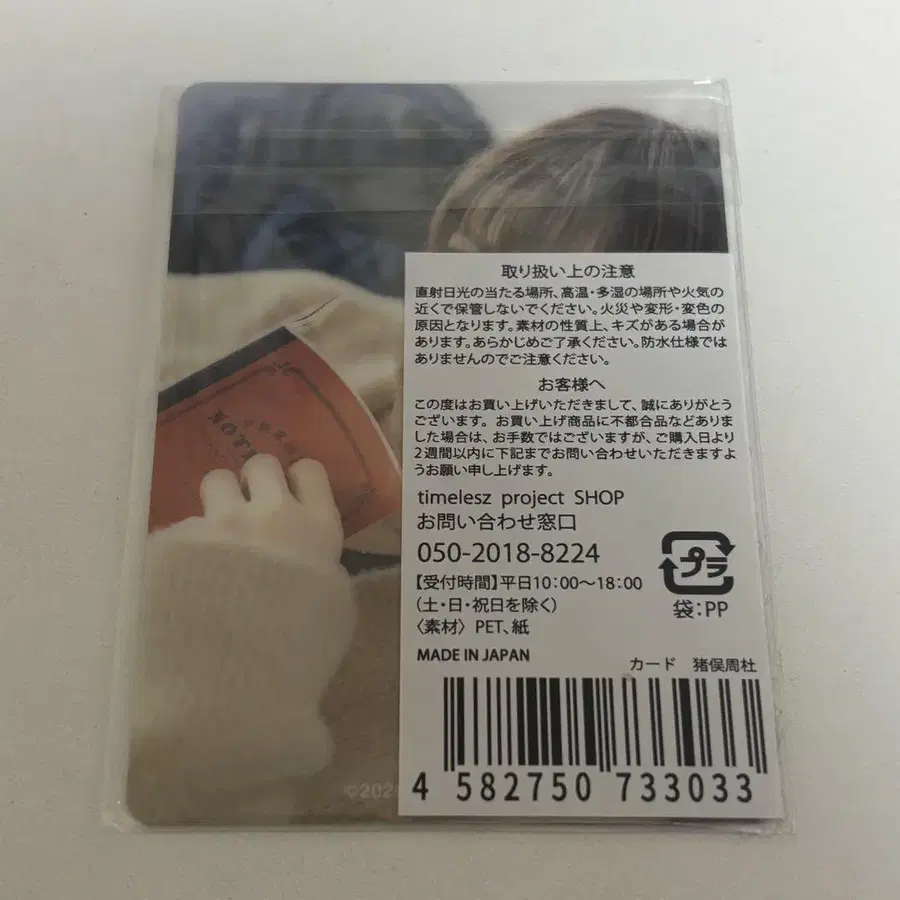 取り扱い上の注意
直射日光の当たる場所、高温・多湿の場所や火気の
近くで保管しないでください。火災や変形・変色の
原因となります。素材の性質上、キズがある場合が
あります。あらかじめご了承ください。防水仕様では
ありませんのでご注意ください。
お客様へ
この度はお買い上げいただきまして、誠にありがとう
ございます。お買い上げ商品に不都合品などありま
した場合は、お手数ではございますが、ご購入日より
2週間以内に下記までお問い合わせいただきますよ
うお願い申し上げます。
timelesz project SHOP
お問い合わせ窓口
050-2018-8224
【受付時間】平日10:00〜18:00
（土・日・祝日を除く）
〈素材〉PET、紙
プラ
袋:PP
MADE IN JAPAN
カード 猪俣周杜
4 582750 733033
©202